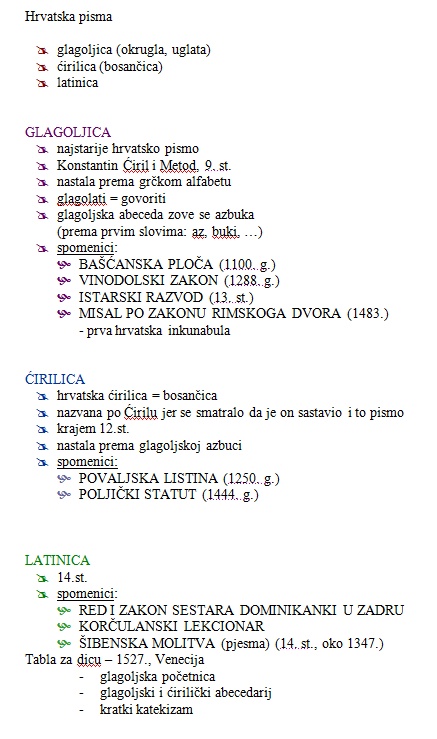 Hrvatska pisma
glagoljica (okrugla, uglata)
ćirilica (bosančica)
latinica
GLAGOLJICA
najstarije hrvatsko pismo
Konstantin Ćiril i Metod, 9. st.
nastala prema grčkom alfabetu
glagolati = govoriti
glagoljska abeceda zove se azbuka
(prema prvim slovima: az, buki, …)
spomenici:
BAŠĆANSKA PLOČA (1100. g.)
VINODOLSKI ZAKON (1288. g.)
ISTARSKI RAZVOD (13. st.)
MISAL PO ZAKONU RIMSKOGA DVORA (1483.)
- prva hrvatska inkunabula
ĆIRILICA
hrvatska ćirilica = bosančica
nazvana po Ćirilu jer se smatralo da je on sastavio i to pismo
krajem 12.st.
nastala prema glagoljskoj azbuci
spomenici:
POVALJSKA LISTINA (1250. g.)
POLJIČKI STATUT (1444. g.)
LATINICA
14.st.
spomenici:
RED I ZAKON SESTARA DOMINIKANKI U ZADRU
KORČULANSKI LEKCIONAR
ŠIBENSKA MOLITVA (pjesma) (14. st., oko 1347.)
Tabla za dicu – 1527., Venecija
- glagoljska početnica
- glagoljski i ćirilički abecedarij
- kratki katekizam